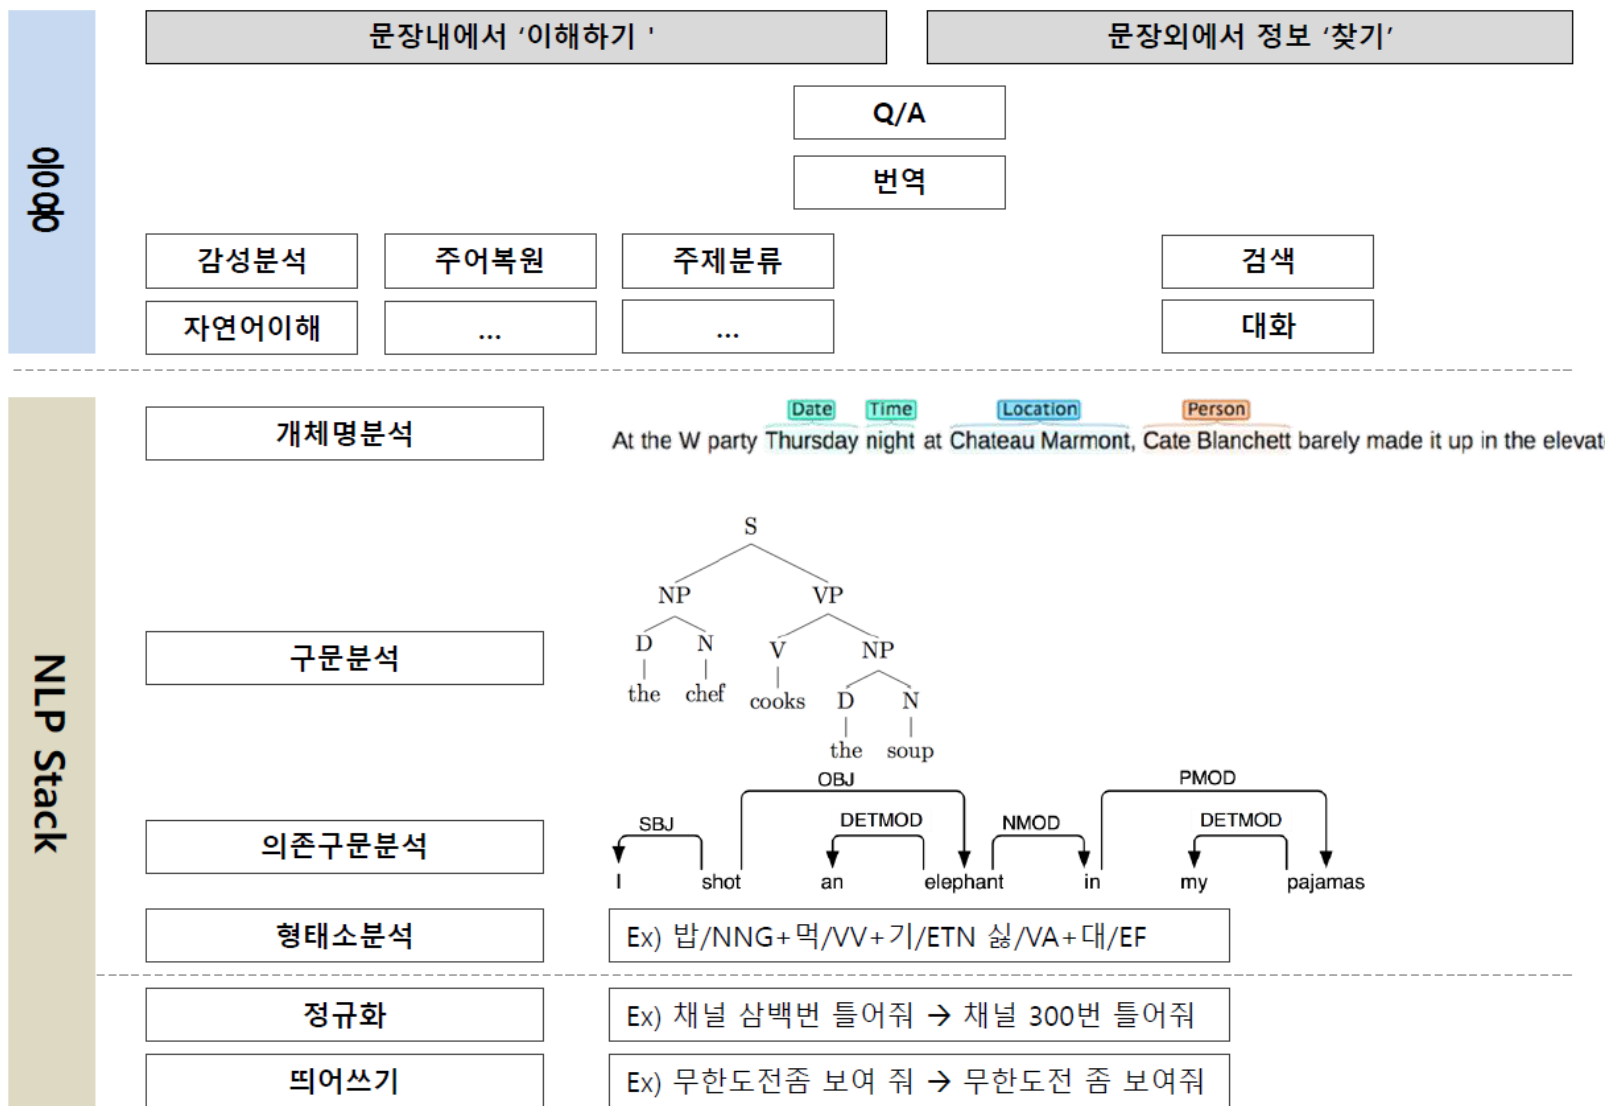 문장내에서 ‘이해하기 '
문장외에서 정보 ‘찾기’
응용
Q/A
번역
감성분석
주어복원
주제분류
검색
자연어이해
...
...
대화
NLP Stack
개체명분석
Date Time Location Person
At the W party Thursday night at Chateau Marmont, Cate Blanchett barely made it up in the elevat
구문분석
S
NP VP
D N V NP
the chef cooks D N
the soup
의존구문분석
OBJ PMOD
SBJ DETMOD NMOD DETMOD
I shot an elephant in my pajamas
형태소분석
Ex) 밥/NNG+먹/VV+기/ETN 싫/VA+대/EF
정규화
Ex) 채널 삼백번 틀어줘 → 채널 300번 틀어줘
띄어쓰기
Ex) 무한도전좀 보여 줘 → 무한도전 좀 보여줘